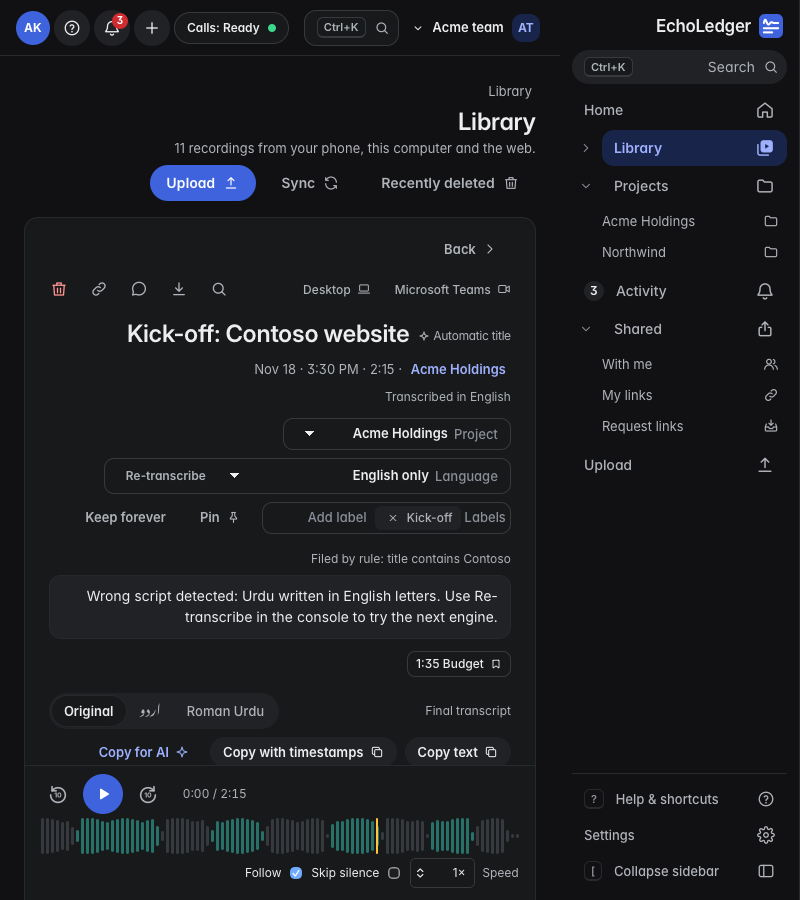 EchoLedger
Ctrl+K
Search
Home
Library
Projects
Acme Holdings
Northwind
3
Activity
Shared
With me
My links
Request links
Upload
?
Help & shortcuts
Settings
[
Collapse sidebar
AK
3
Calls: Ready
Ctrl+K
Acme team
AT
Library
Library
11 recordings from your phone, this computer and the web.
Upload
Sync
Recently deleted
Back
Desktop
Microsoft Teams
Kick-off: Contoso website
Automatic title
Nov 18 · 3:30 PM · 2:15 · Acme Holdings
Transcribed in English
Acme Holdings Project
Re-transcribe
English only Language
Keep forever
Pin
Add label
× Kick-off
Labels
Filed by rule: title contains Contoso
Wrong script detected: Urdu written in English letters. Use Re-
transcribe in the console to try the next engine.
1:35 Budget
Original
اردو
Roman Urdu
Final transcript
Copy for AI
Copy with timestamps
Copy text
10
10
0:00 / 2:15
Follow
Skip silence
1×
Speed